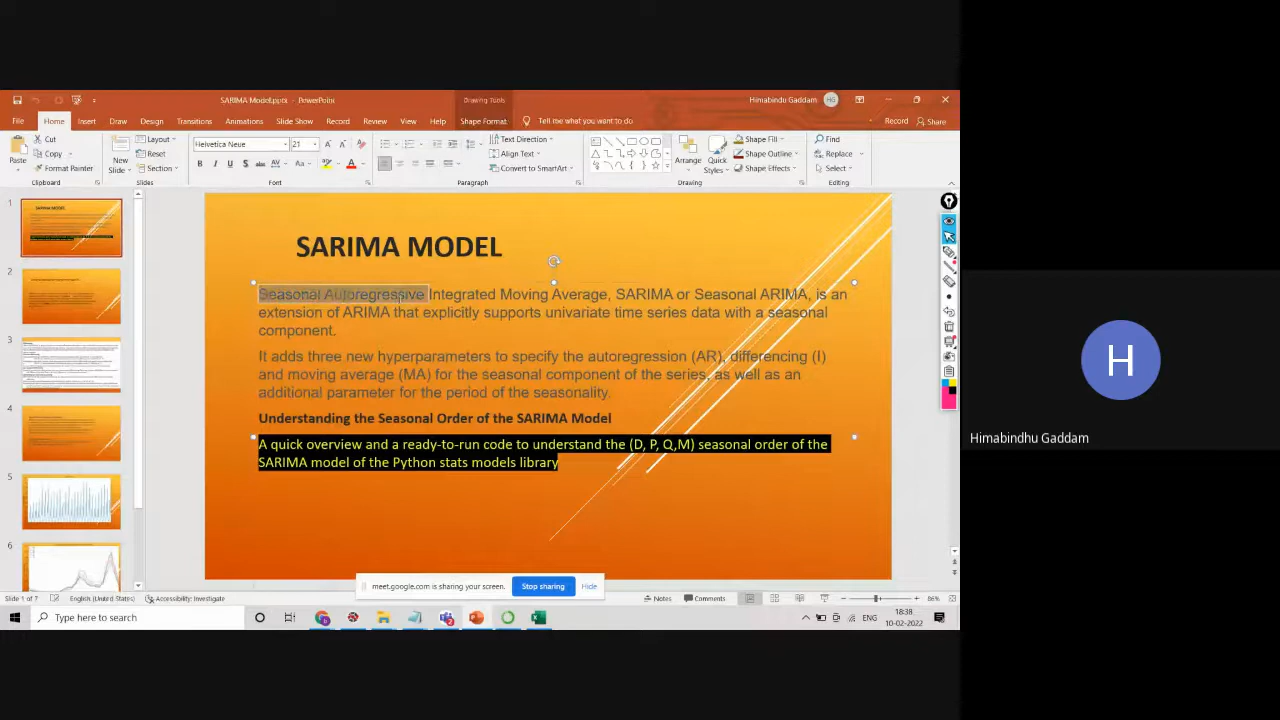 SARIMA Model.pptx - PowerPoint
Drawing Tools
Himabindu Gaddam
HG
File
Home
Insert
Draw
Design
Transitions
Animations
Slide Show
Record
Review
View
Help
Shape Format
Tell me what you want to do
Record
Share
Paste
Cut
Copy
Format Painter
Clipboard
New
Slide
Layout
Reset
Section
Slides
Helvetica Neue
21
Font
Text Direction
Align Text
Convert to SmartArt
Paragraph
Arrange
Quick
Styles
Shape Fill
Shape Outline
Shape Effects
Drawing
Find
Replace
Select
Editing
1
2
3
4
5
6
SARIMA MODEL
Seasonal Autoregressive Integrated Moving Average, SARIMA or Seasonal ARIMA, is an
extension of ARIMA that explicitly supports univariate time series data with a seasonal
component.
It adds three new hyperparameters to specify the autoregression (AR), differencing (I)
and moving average (MA) for the seasonal component of the series, as well as an
additional parameter for the period of the seasonality.
Understanding the Seasonal Order of the SARIMA Model
A quick overview and a ready-to-run code to understand the (D, P, Q,M) seasonal order of the
SARIMA model of the Python stats models library
meet.google.com is sharing your screen.
Stop sharing
Hide
Slide 1 of 7
English (United States)
Accessibility: Investigate
Notes
Comments
86%
Type here to search
ENG
18:38
10-02-2022
H
Himabindhu Gaddam